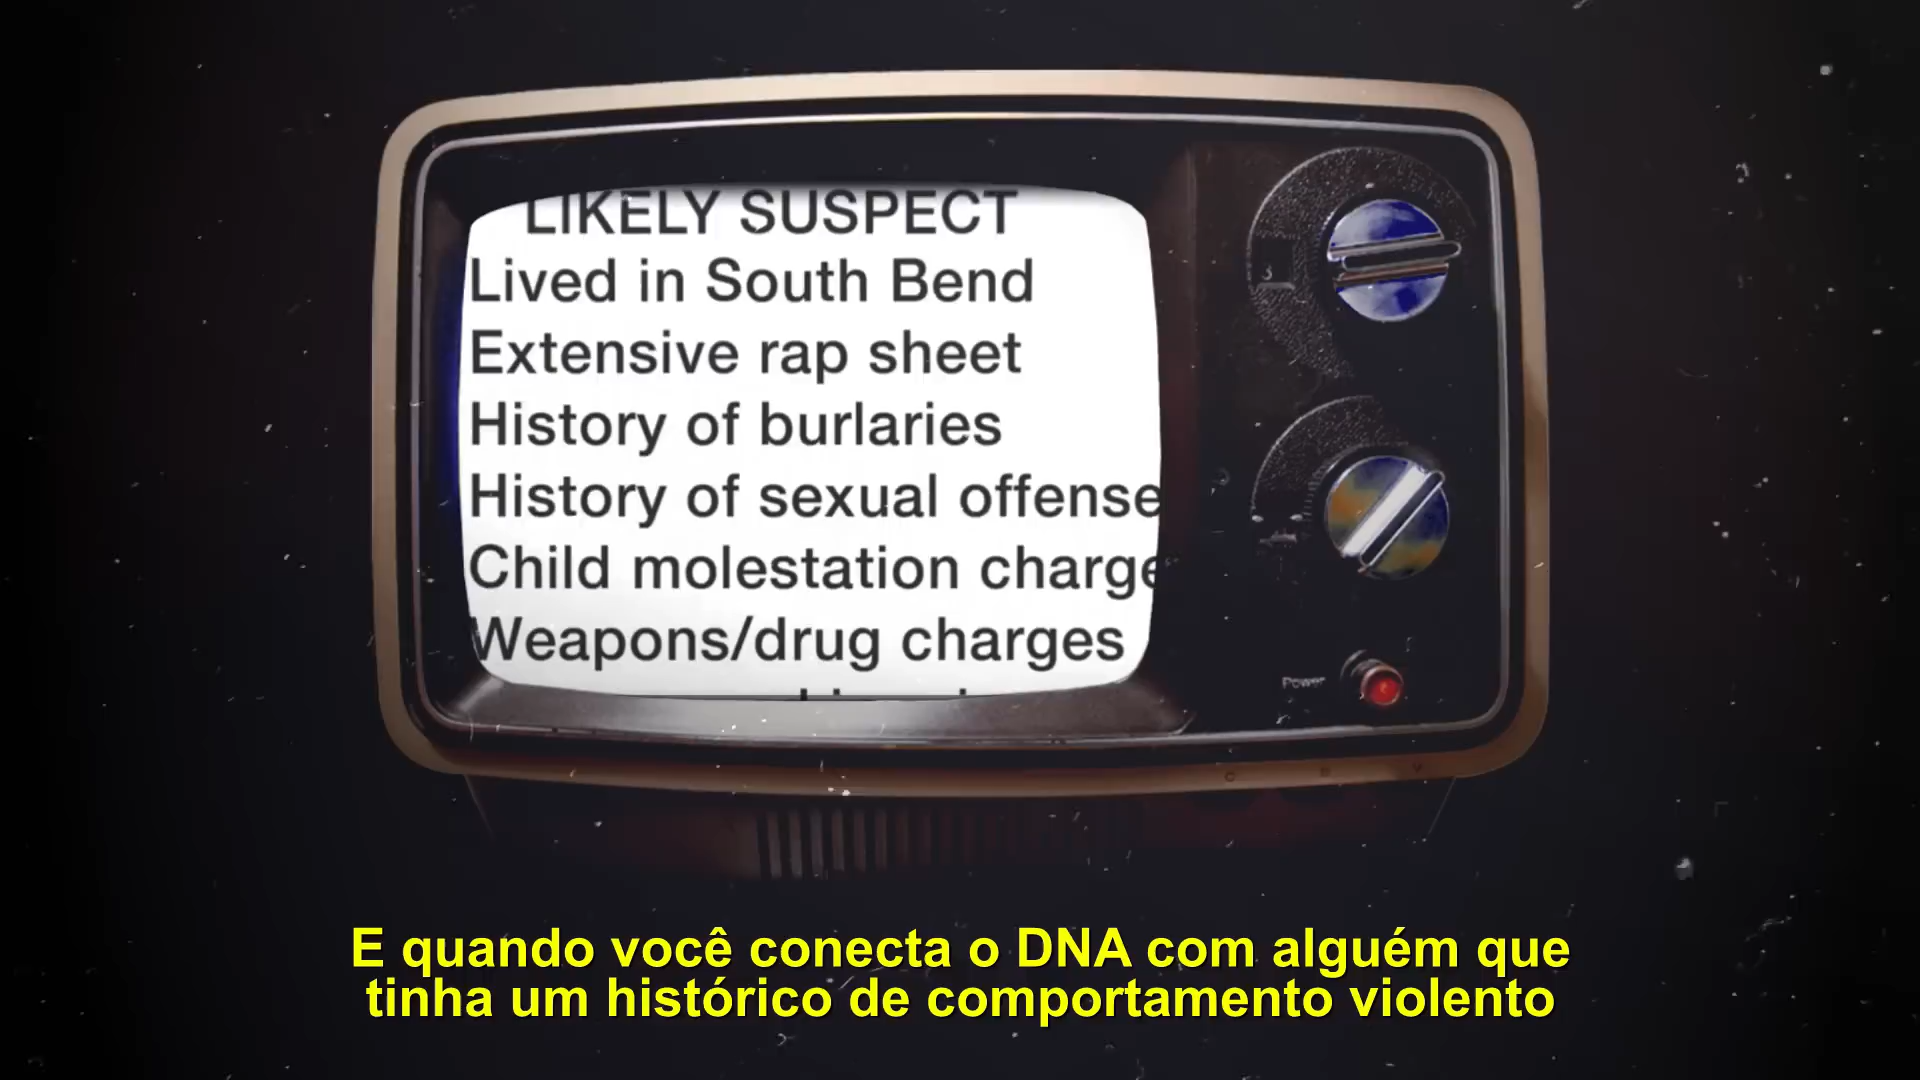 LIKELY SUSPECT
Lived in South Bend
Extensive rap sheet
History of burlaries
History of sexual offense
Child molestation charge
Weapons/drug charges
Power
E quando você conecta o DNA com alguém que
tinha um histórico de comportamento violento